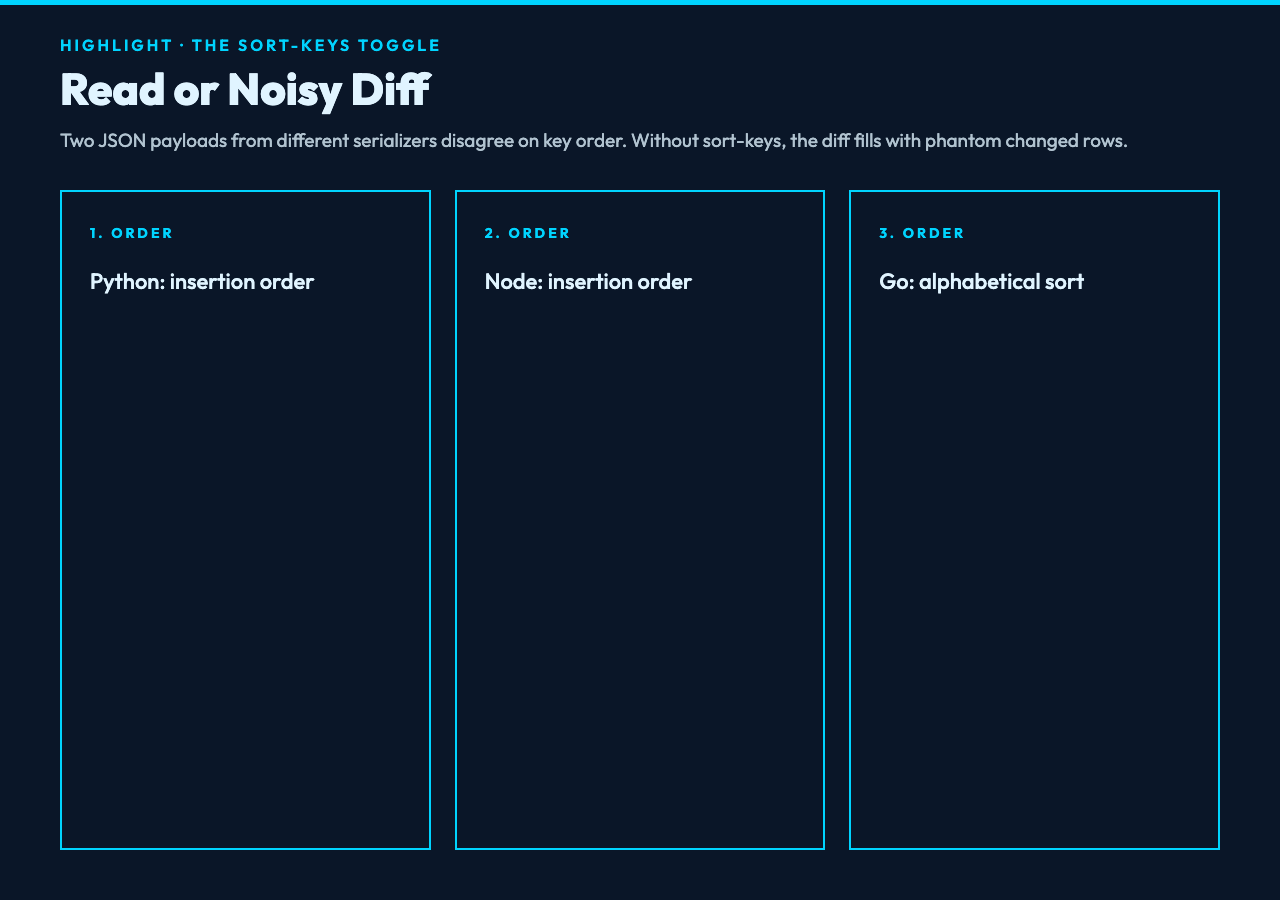 HIGHLIGHT · THE SORT-KEYS TOGGLE
Read or Noisy Diff
Two JSON payloads from different serializers disagree on key order. Without sort-keys, the diff fills with phantom changed rows.
1. ORDER
Python: insertion order
2. ORDER
Node: insertion order
3. ORDER
Go: alphabetical sort